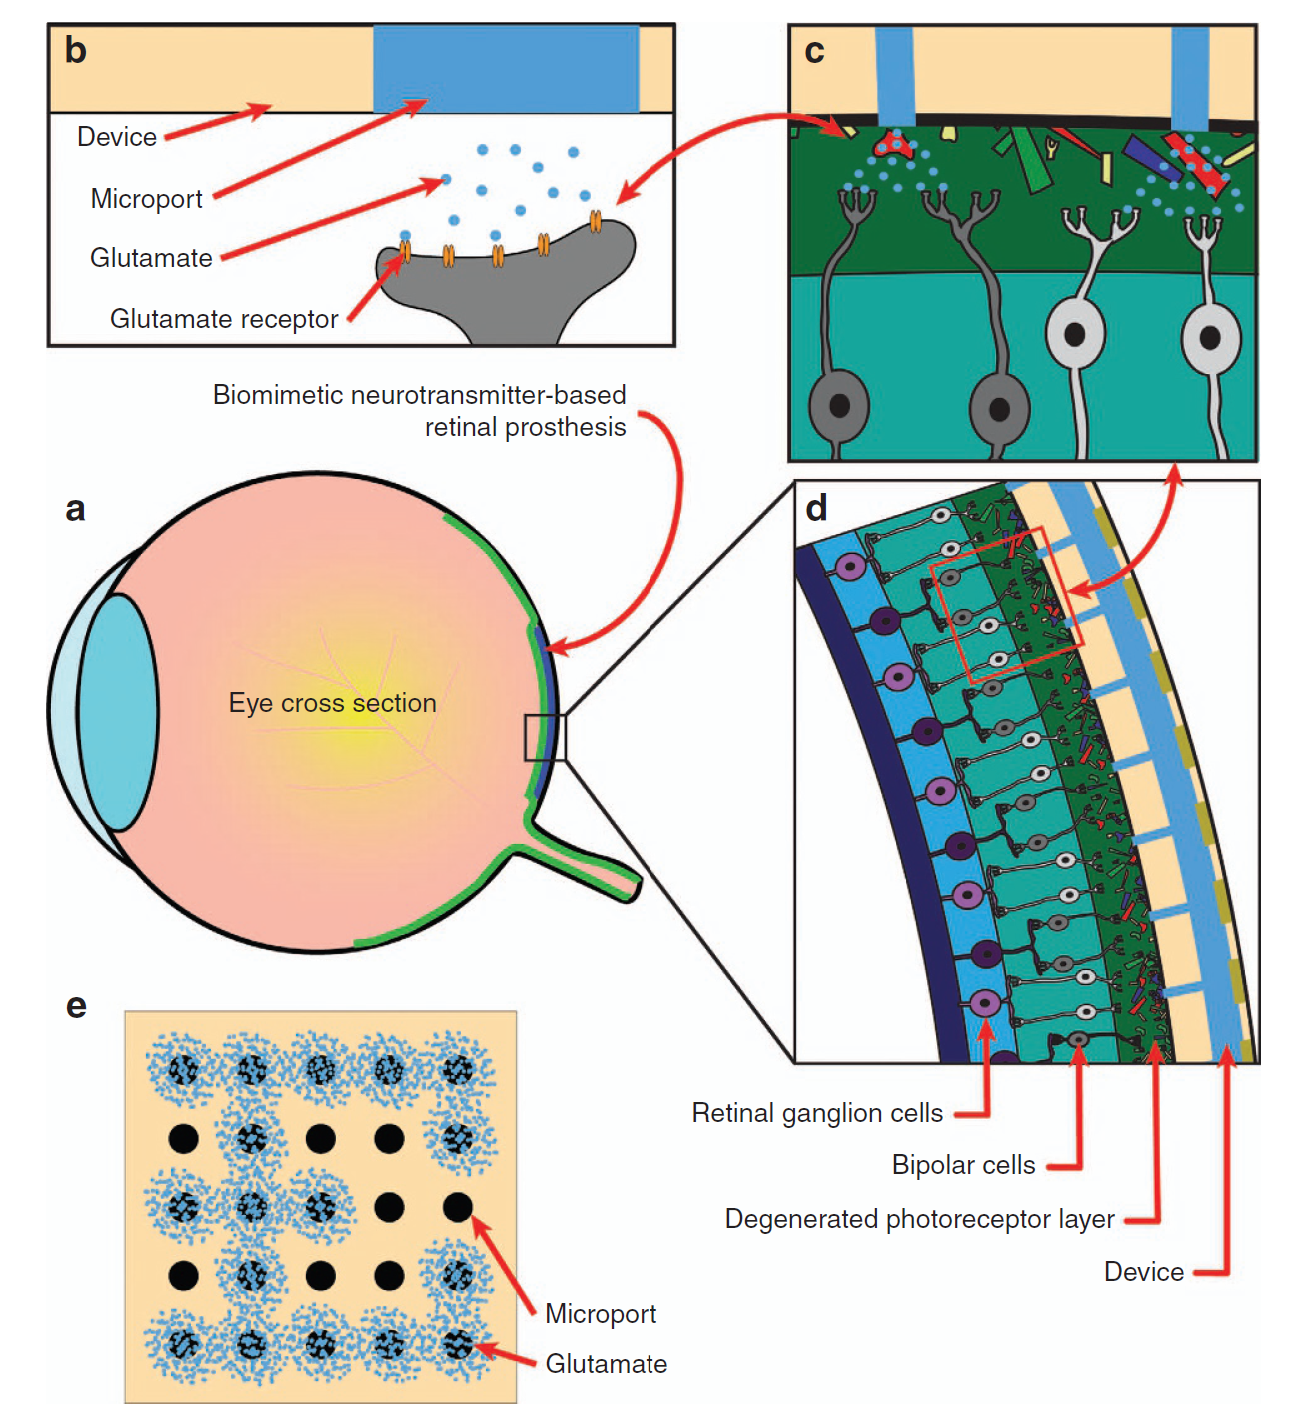 b
Device
Microport
Glutamate
Glutamate receptor
c
Biomimetic neurotransmitter-based
retinal prosthesis
a
Eye cross section
d
Retinal ganglion cells
Bipolar cells
Degenerated photoreceptor layer
Device
e
Microport
Glutamate